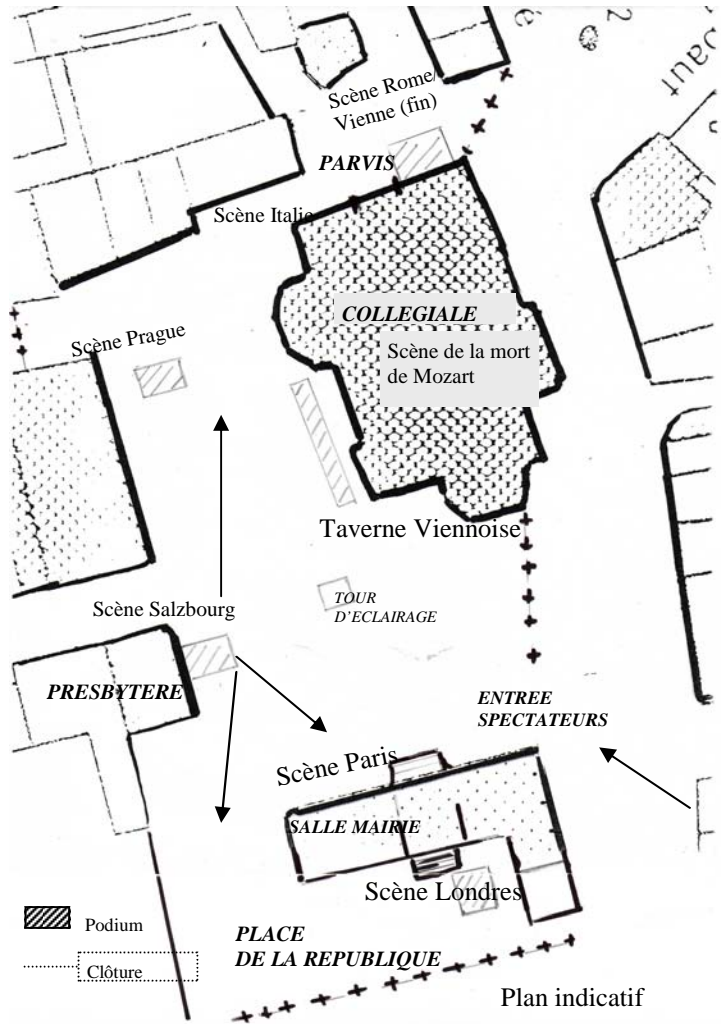 Scène Rome/
Vienne (fin)
PARVIS
Scène Italie
COLLEGIALE
Scène de la mort
de Mozart
Scène Prague
Taverne Viennoise
TOUR
D'ECLAIRAGE
Scène Salzbourg
PRESBYTERE
ENTREE
SPECTATEURS
Scène Paris
SALLE MAIRIE
Scène Londres
Podium
PLACE
DE LA REPUBLIQUE
Clôture
Plan indicatif